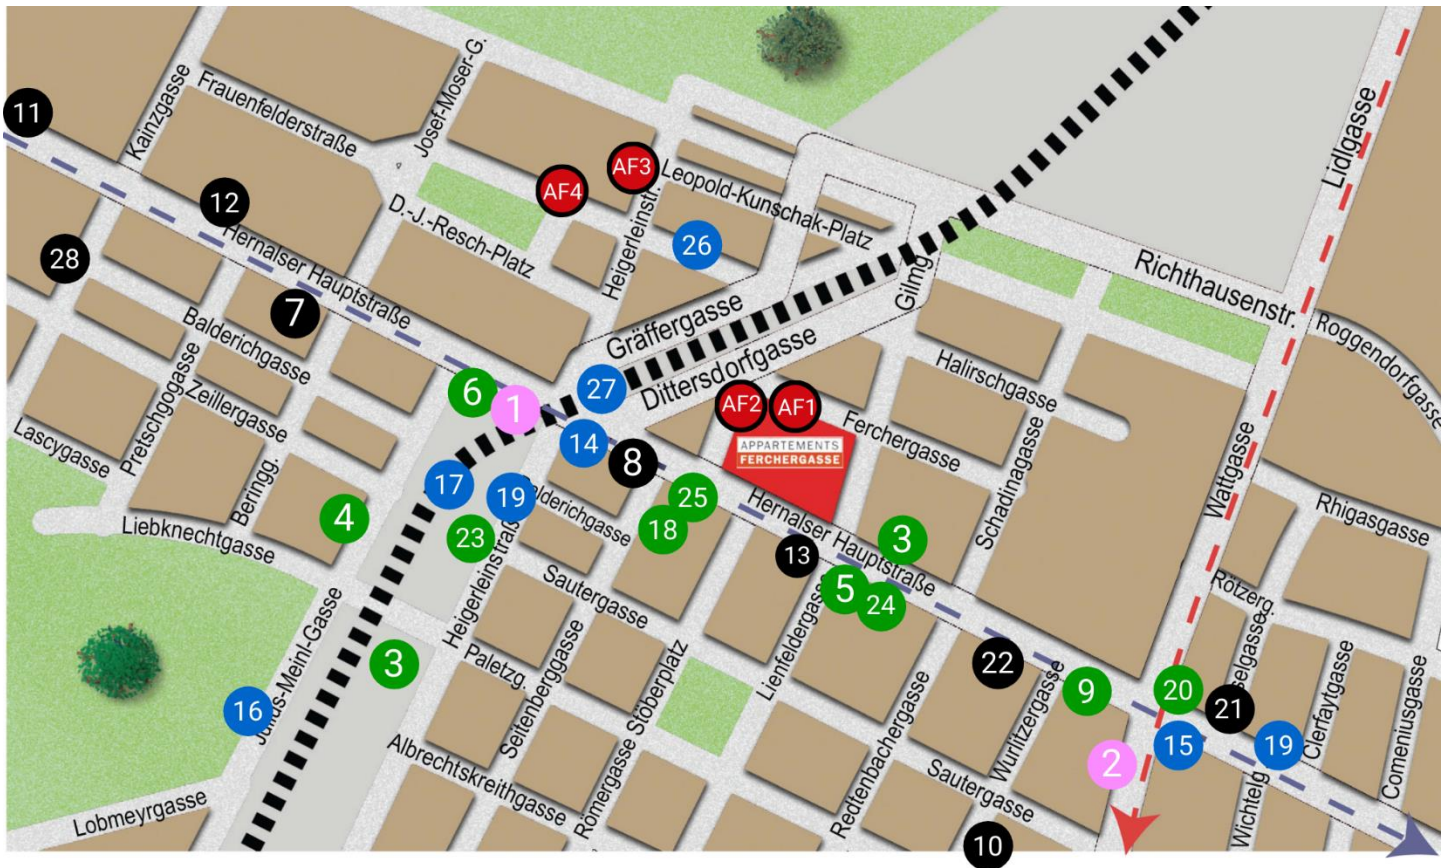 11
Kainzgasse
Frauenfelderstraße
Josef-Moser-G.
12
AF4
AF3
Leopold-Kunschak-Platz
Lidlgasse
28
Hernalser Hauptstraße
D.-J.-Resch-Platz
Heigerleinst.
26
Gilmg.
Richthausenstr.
7
Balderichgasse
Gräffergasse
Dittersdorfgasse
Roggendorfgasse
Zeillergasse
6
1
27
AF2
AF1
Halirschgasse
Lascygasse
Pretschgogasse
14
8
APPARTEMENTS
FERCHERGASSE
Ferchergasse
Schadinagasse
Wattgasse
Beringg.
17
19
25
18
Rhigasgasse
4
Liebknechtgasse
23
Hernalser Hauptstraße
3
13
Sautergasse
5
24
Rötzerg.
Heigerleinstraße
Julius-Meinl-Gasse
3
Paletzg.
Seitenberggasse
Lienfeldergasse
22
9
20
21
Clerfaytgasse
Comeniusgasse
16
Albrechtskreithgasse
Römergasse
Stöberplatz
Redtenbachergasse
Wurlitzergasse
2
15
19
Lobmeyrgasse
Sautergasse
Wichtelg
10